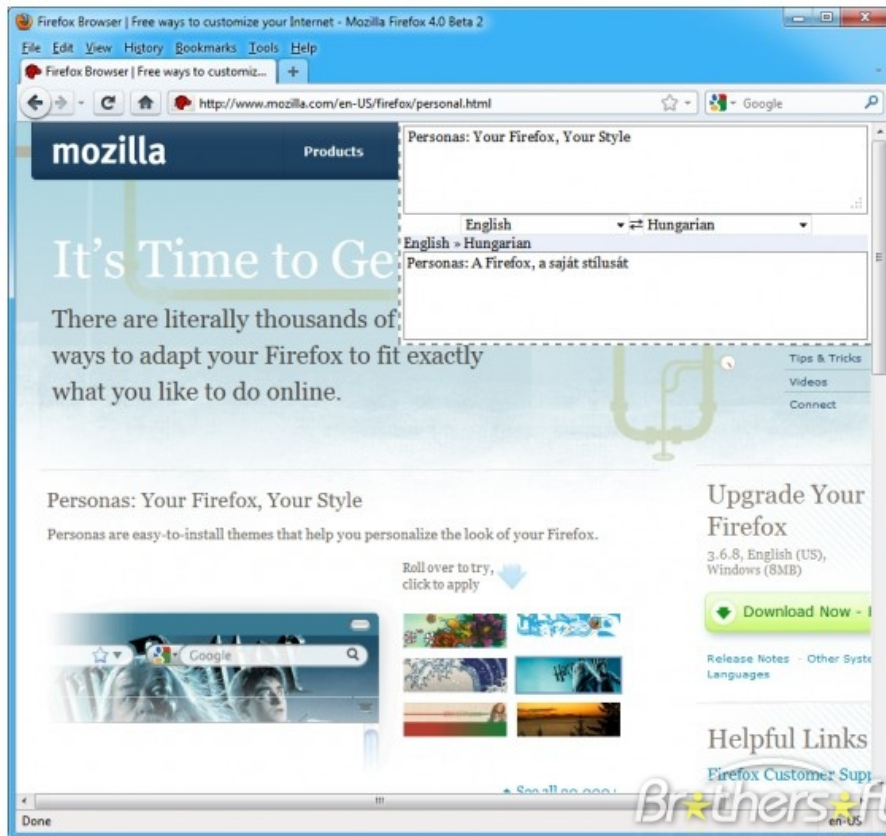 Firefox Browser | Free ways to customize your Internet - Mozilla Firefox 4.0 Beta 2
File Edit View History Bookmarks Tools Help
Firefox Browser | Free ways to customiz...
http://www.mozilla.com/en-US/firefox/personal.html
Google
mozilla
Products
Personas: Your Firefox, Your Style
English
Hungarian
English » Hungarian
Personas: A Firefox, a saját stílusát
It's Time to Ge
There are literally thousands of
ways to adapt your Firefox to fit exactly
what you like to do online.
Tips & Tricks
Videos
Connect
Personas: Your Firefox, Your Style
Personas are easy-to-install themes that help you personalize the look of your Firefox.
Roll over to try,
click to apply
Google
Upgrade Your
Firefox
3.6.8, English (US),
Windows (8MB)
Download Now -
Release Notes · Other Syste
Languages
Helpful Links
Firefox Customer Supp
See all
Brothersoft
Done
en-US